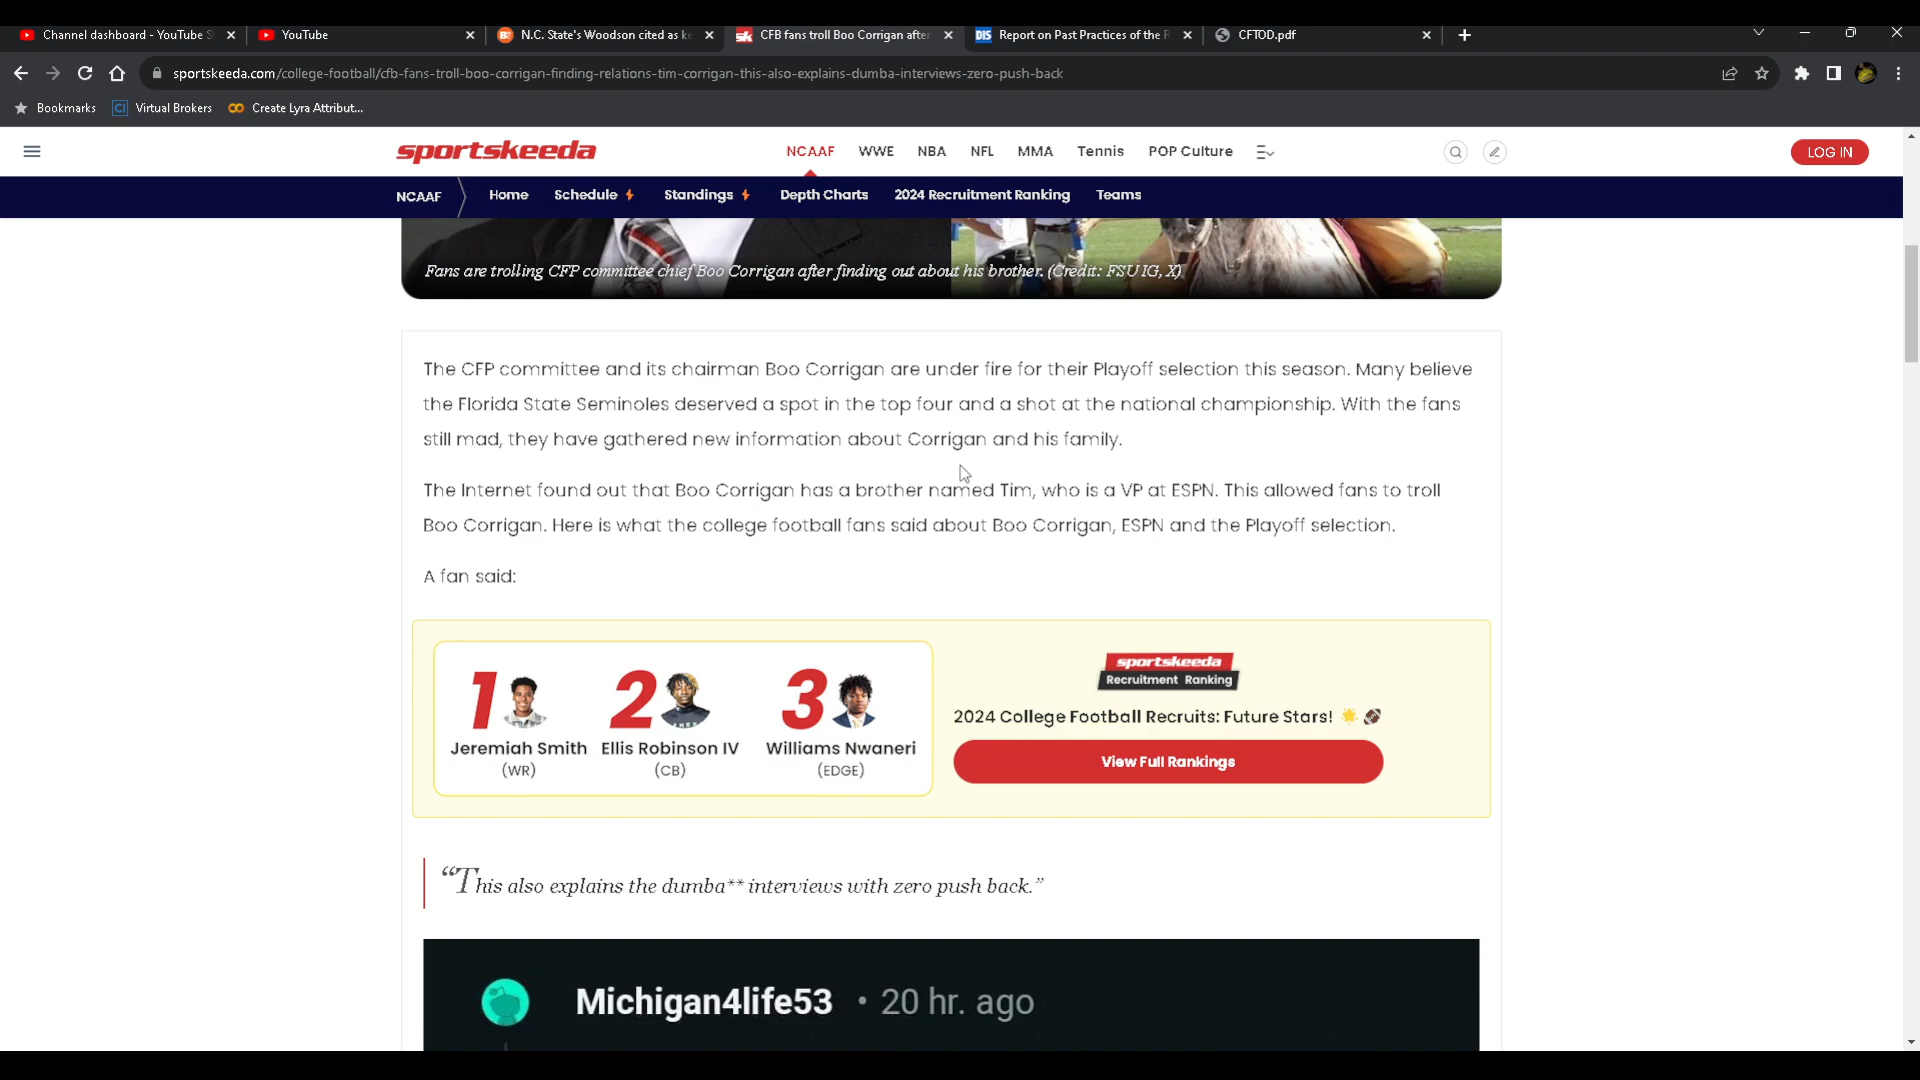 Channel dashboard - YouTube S
YouTube
N.C. State's Woodson cited as ke
CFB fans troll Boo Corrigan after
Report on Past Practices of the R
CFTOD.pdf
sportskeeda.com/college-football/cfb-fans-troll-boo-corrigan-finding-relations-tim-corrigan-this-also-explains-dumba-interviews-zero-push-back
Bookmarks
Virtual Brokers
Create Lyra Attribut...
sportskeeda
NCAAF
WWE
NBA
NFL
MMA
Tennis
POP Culture
LOG IN
NCAAF
Home
Schedule
Standings
Depth Charts
2024 Recruitment Ranking
Teams
Fans are trolling CFP committee chief Boo Corrigan after finding out about his brother. (Credit: FSU IG, X)
The CFP committee and its chairman Boo Corrigan are under fire for their Playoff selection this season. Many believe
the Florida State Seminoles deserved a spot in the top four and a shot at the national championship. With the fans
still mad, they have gathered new information about Corrigan and his family.
The Internet found out that Boo Corrigan has a brother named Tim, who is a VP at ESPN. This allowed fans to troll
Boo Corrigan. Here is what the college football fans said about Boo Corrigan, ESPN and the Playoff selection.
A fan said:
1
2
3
Jeremiah Smith
(WR)
Ellis Robinson IV
(CB)
Williams Nwaneri
(EDGE)
sportskeeda
Recruitment Ranking
2024 College Football Recruits: Future Stars! 🌟 🏈
View Full Rankings
“This also explains the dumba** interviews with zero push back.”
Michigan4life53 • 20 hr. ago